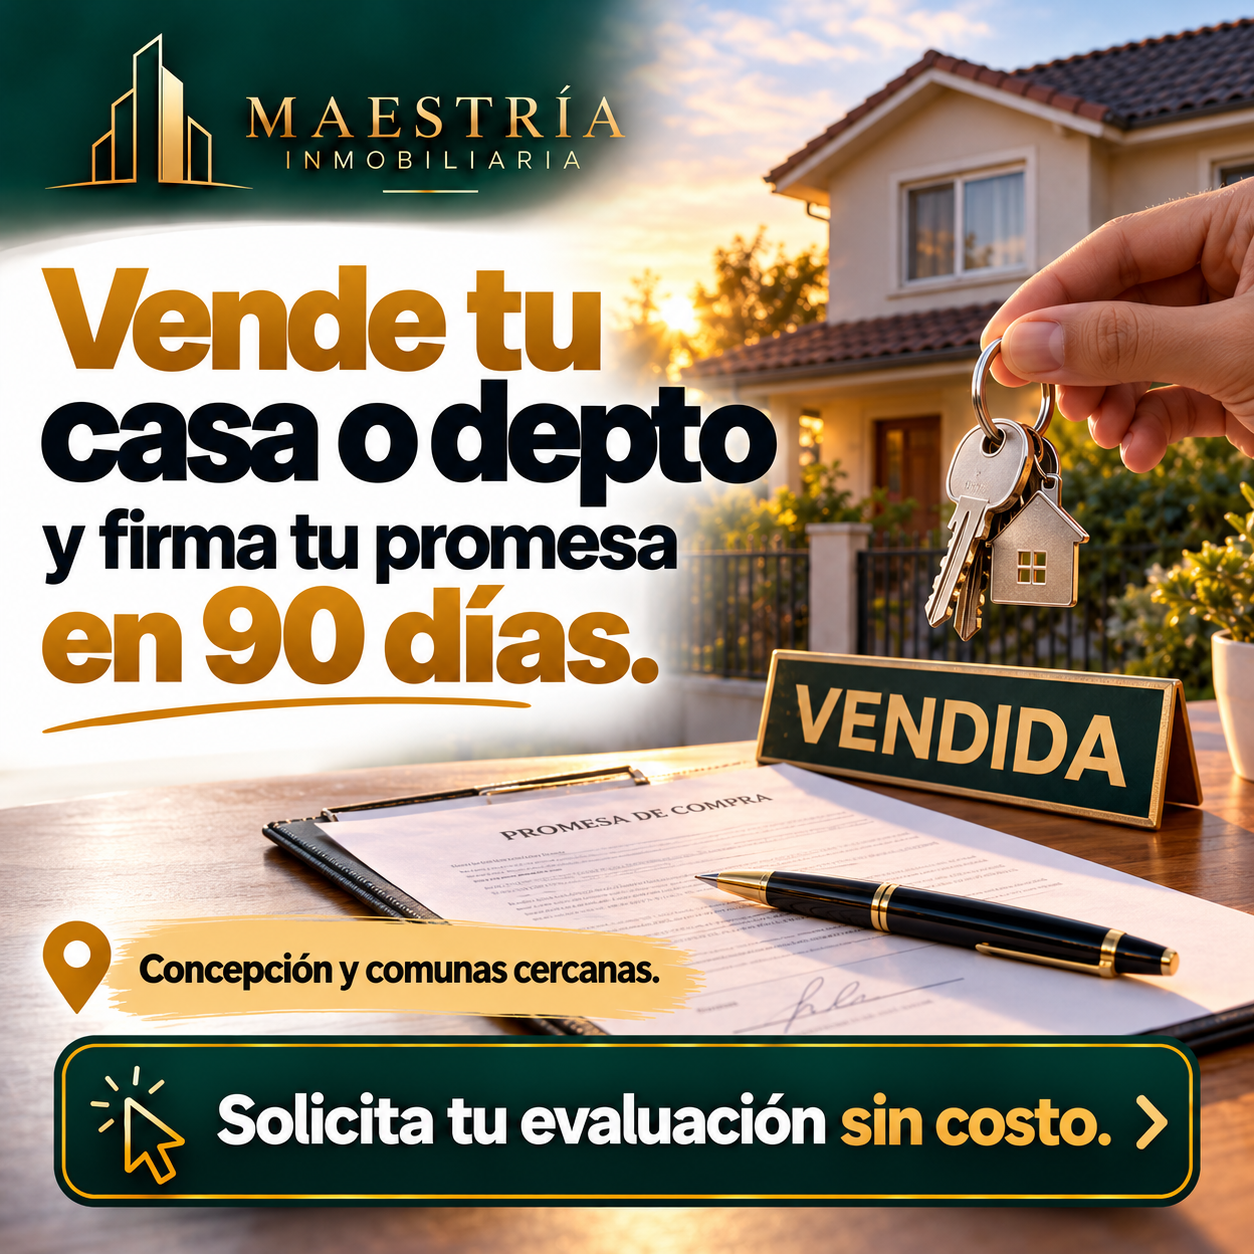 MAESTRÍA
INMOBILIARIA
Vende tu
casa o depto
y firma tu promesa
en 90 días.
VENDIDA
PROMESA DE COMPRA
Concepción y comunas cercanas.
Solicita tu evaluación sin costo.